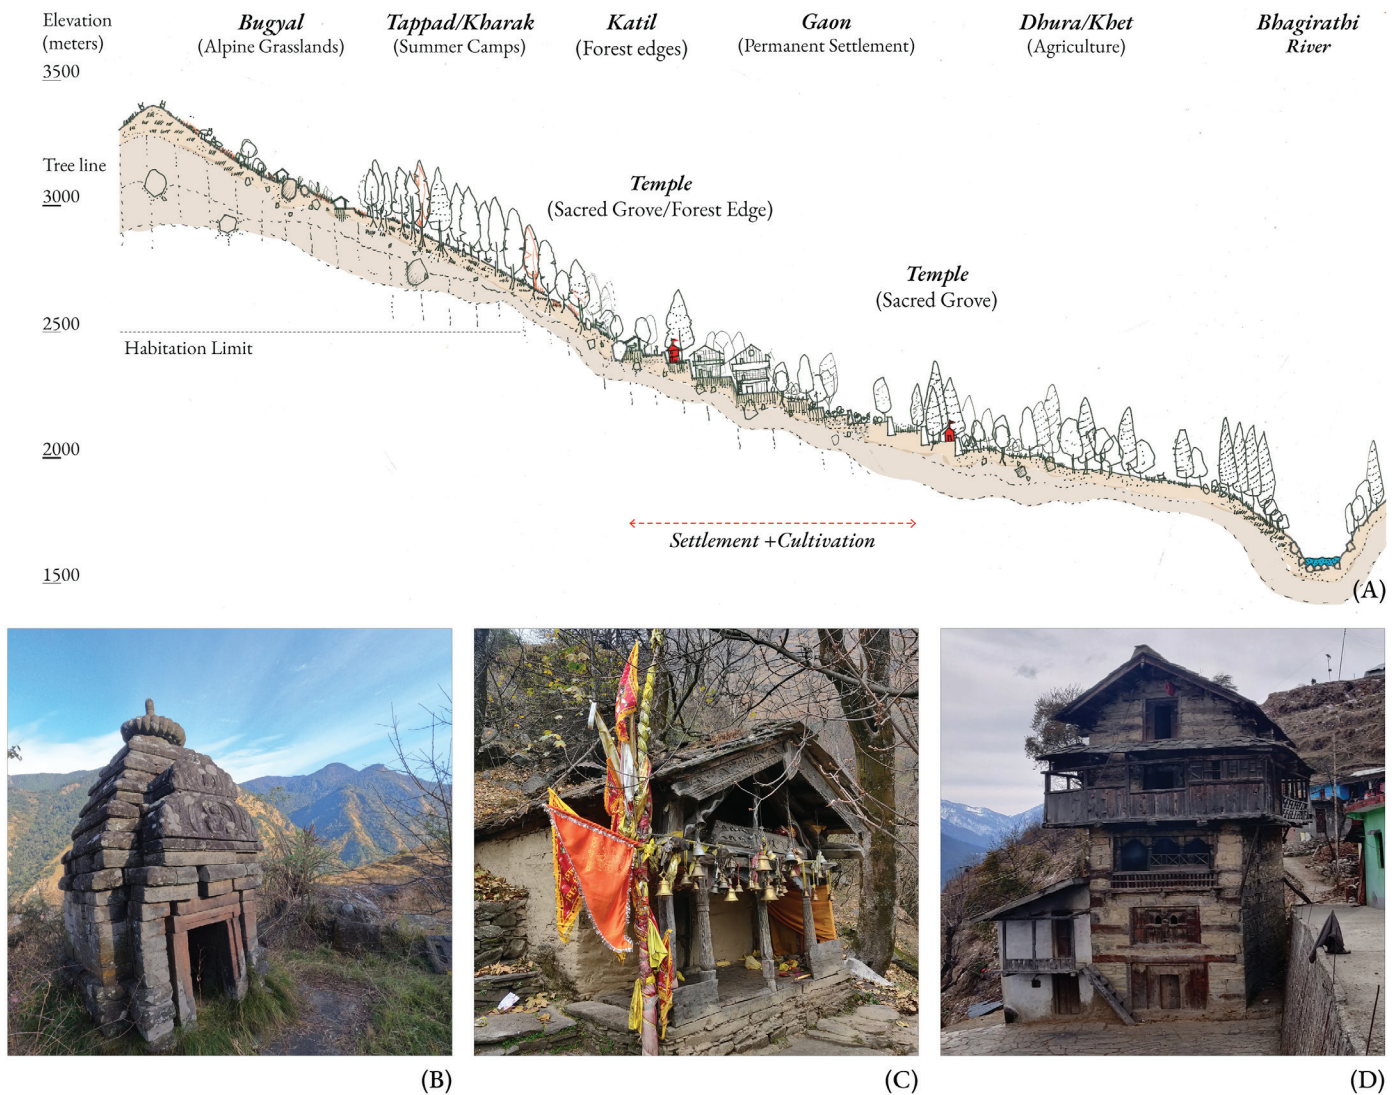 Elevation
(meters)
Bugyal
(Alpine Grasslands)
Tappad/Kharak
(Summer Camps)
Katil
(Forest edges)
Gaon
(Permanent Settlement)
Dhura/Khet
(Agriculture)
Bhagirathi
River
3500
Tree line
3000
Temple
(Sacred Grove/Forest Edge)
Temple
(Sacred Grove)
2500
Habitation Limit
2000
Settlement +Cultivation
1500
(A)
(B)
(C)
(D)